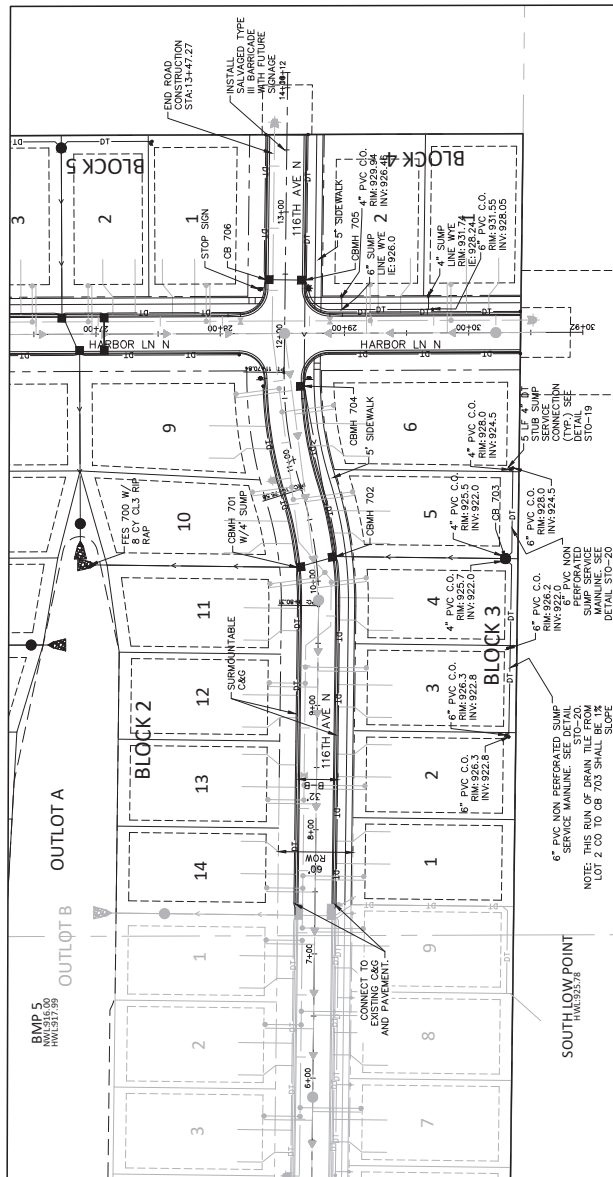 END ROAD
CONSTRUCTION
STA:13+47.27
INSTALL
SALVAGED TYPE
III BARRICADE
WITH FUTURE
SIGNAGE
14+00
BLOCK 5
3
2
1
STOP SIGN
CB 706
116TH AVE N
13+00
5' SIDEWALK
CBMH 705
6" SUMP
LINE WYE
IE:926.0
4" PVC C.O.
RIM:929.94
INV:926.46
BLOCK 4
2
1
4" SUMP
LINE WYE
IE:928.24
6" PVC C.O.
RIM:931.55
INV:928.05
27+00
28+00
29+00
30+00
30+92
HARBOR LN N
HARBOR LN N
12+00
11+00
10+00
9+00
8+00
7+00
6+00
CBMH 704
5' SIDEWALK
CBMH 702
CBMH 701
W/4' SUMP
FES 700 W/
8 CY CL3 RIP
RAP
SURMOUNTABLE
C&G
116TH AVE N
32'
B-B
60'
ROW
CONNECT TO
EXISTING C&G
AND PAVEMENT.
BLOCK 2
9
10
11
12
13
14
1
2
3
OUTLOT A
OUTLOT B
BMP 5
NWL:916.00
HWL:917.99
BLOCK 3
6
5
4
3
2
1
9
8
7
4" PVC C.O.
RIM:928.0
INV:924.5
5 LF 4" DT
STUB SUMP
SERVICE
CONNECTION
(TYP.) SEE
DETAIL
STO-19
4" PVC C.O.
RIM:925.5
INV:922.0
CB 703
6" PVC C.O.
RIM:928.0
INV:924.5
6" PVC NON
PERFORATED
SUMP SERVICE
MAINLINE. SEE
DETAIL STO-20
4" PVC C.O.
RIM:925.7
INV:922.0
6" PVC C.O.
RIM:926.2
INV:922.0
6" PVC C.O.
RIM:926.3
INV:922.8
6" PVC C.O.
RIM:926.3
INV:922.8
6" PVC NON PERFORATED SUMP
SERVICE MAINLINE. SEE DETAIL
STO-20.
NOTE: THIS RUN OF DRAIN TILE FROM
LOT 2 CO TO CB 703 SHALL BE 1%
SLOPE
SOUTH LOW POINT
HWL:925.78